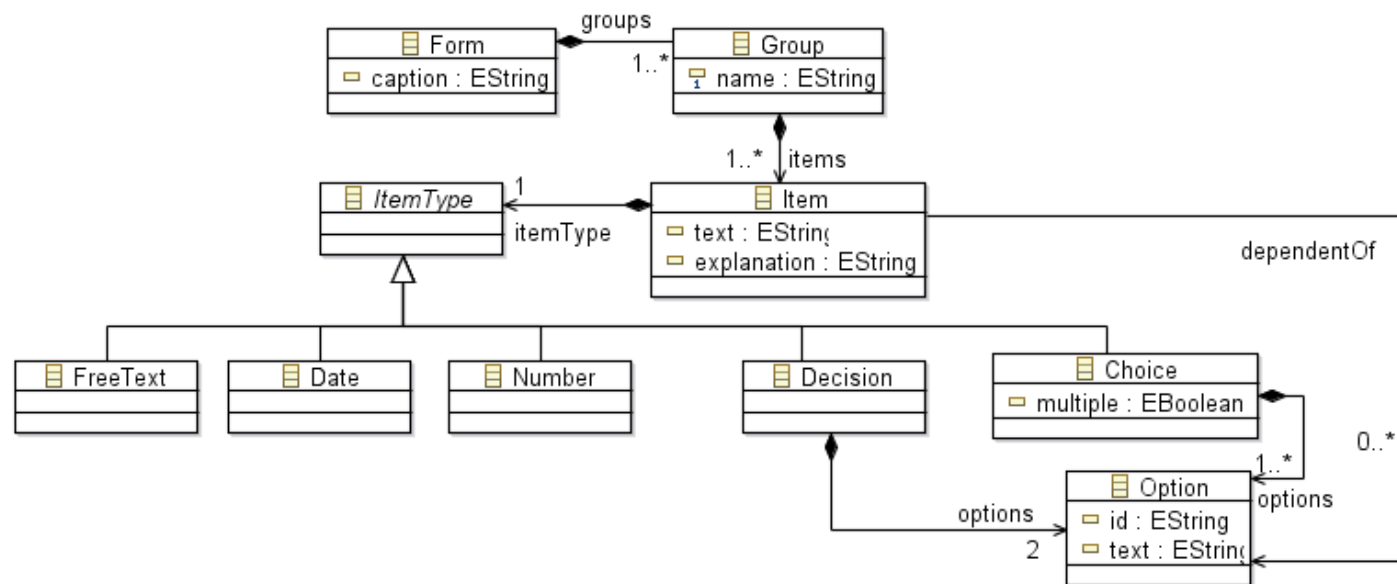 groups
Form
Group
caption : EString
1..*
name : EString
1
1..*
items
ItemType
1
Item
itemType
text : EString
explanation : EString
dependentOf
FreeText
Date
Number
Decision
Choice
multiple : EBoolean
0..*
1..*
Option
options
options
id : EString
2
text : EString